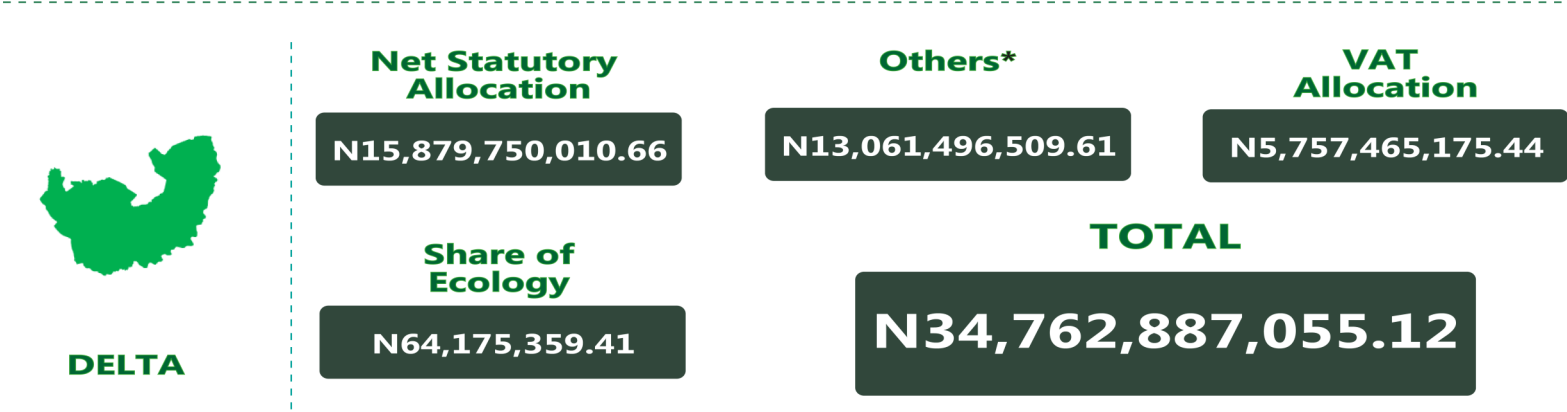 Net Statutory
Allocation
N15,879,750,010.66
Others*
N13,061,496,509.61
VAT
Allocation
N5,757,465,175.44
Share of
Ecology
N64,175,359.41
TOTAL
N34,762,887,055.12
DELTA